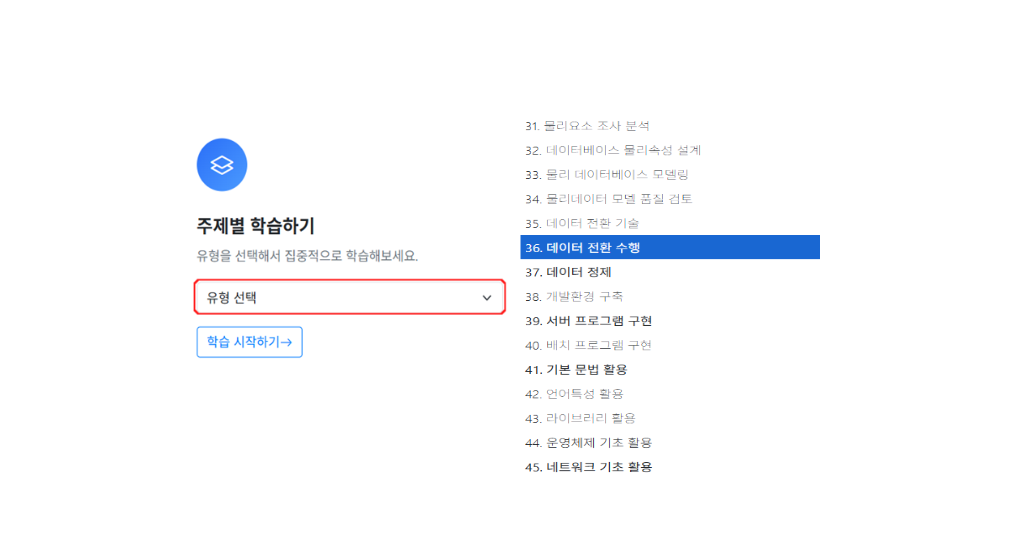 주제별 학습하기
유형을 선택해서 집중적으로 학습해보세요.
유형 선택
학습 시작하기→
31. 물리요소 조사 분석
32. 데이터베이스 물리속성 설계
33. 물리 데이터베이스 모델링
34. 물리데이터 모델 품질 검토
35. 데이터 전환 기술
36. 데이터 전환 수행
37. 데이터 정제
38. 개발환경 구축
39. 서버 프로그램 구현
40. 배치 프로그램 구현
41. 기본 문법 활용
42. 언어특성 활용
43. 라이브러리 활용
44. 운영체제 기초 활용
45. 네트워크 기초 활용